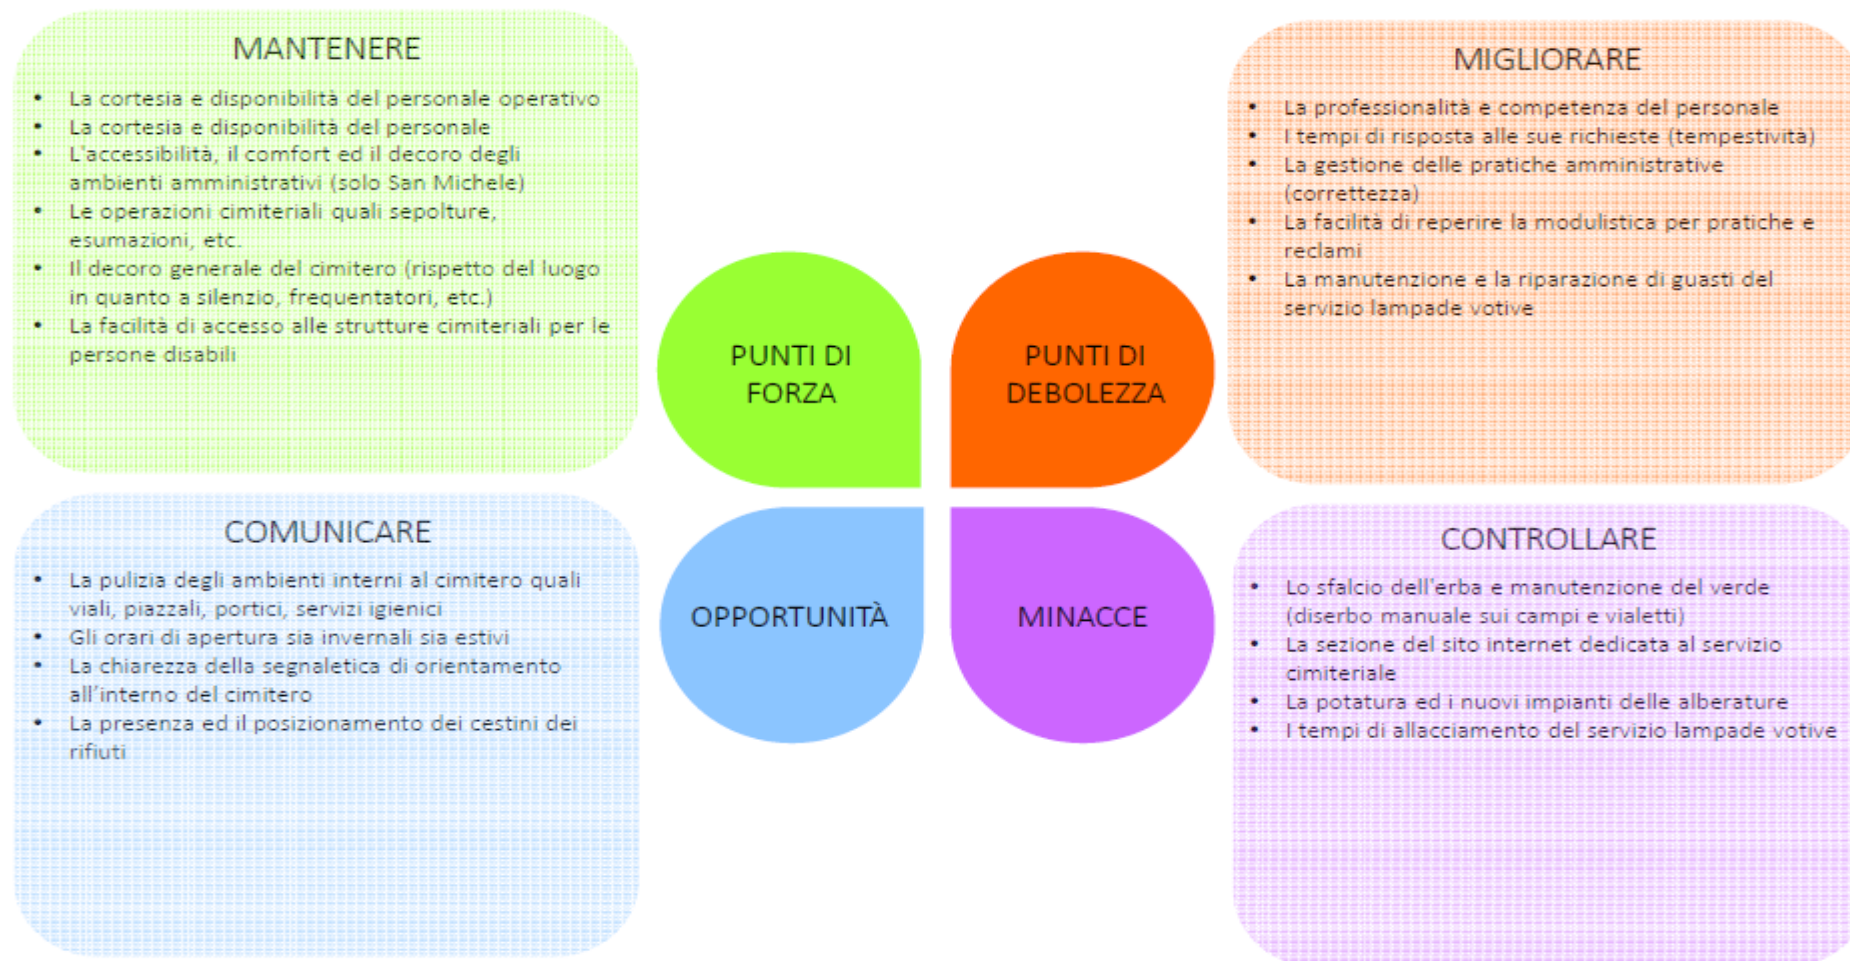 MANTENERE
• La cortesia e disponibilità del personale operativo
• La cortesia e disponibilità del personale
• L'accessibilità, il comfort ed il decoro degli
ambienti amministrativi (solo San Michele)
• Le operazioni cimiteriali quali sepolture,
esumazioni, etc.
• Il decoro generale del cimitero (rispetto del luogo
in quanto a silenzio, frequentatori, etc.)
• La facilità di accesso alle strutture cimiteriali per le
persone disabili
MIGLIORARE
• La professionalità e competenza del personale
• I tempi di risposta alle sue richieste (tempestività)
• La gestione delle pratiche amministrative
(correttezza)
• La facilità di reperire la modulistica per pratiche e
reclami
• La manutenzione e la riparazione di guasti del
servizio lampade votive
PUNTI DI
FORZA
PUNTI DI
DEBOLEZZA
OPPORTUNITÀ
MINACCE
COMUNICARE
• La pulizia degli ambienti interni al cimitero quali
viali, piazzali, portici, servizi igienici
• Gli orari di apertura sia invernali sia estivi
• La chiarezza della segnaletica di orientamento
all’interno del cimitero
• La presenza ed il posizionamento dei cestini dei
rifiuti
CONTROLLARE
• Lo sfalcio dell'erba e manutenzione del verde
(diserbo manuale sui campi e vialetti)
• La sezione del sito internet dedicata al servizio
cimiteriale
• La potatura ed i nuovi impianti delle alberature
• I tempi di allacciamento del servizio lampade votive